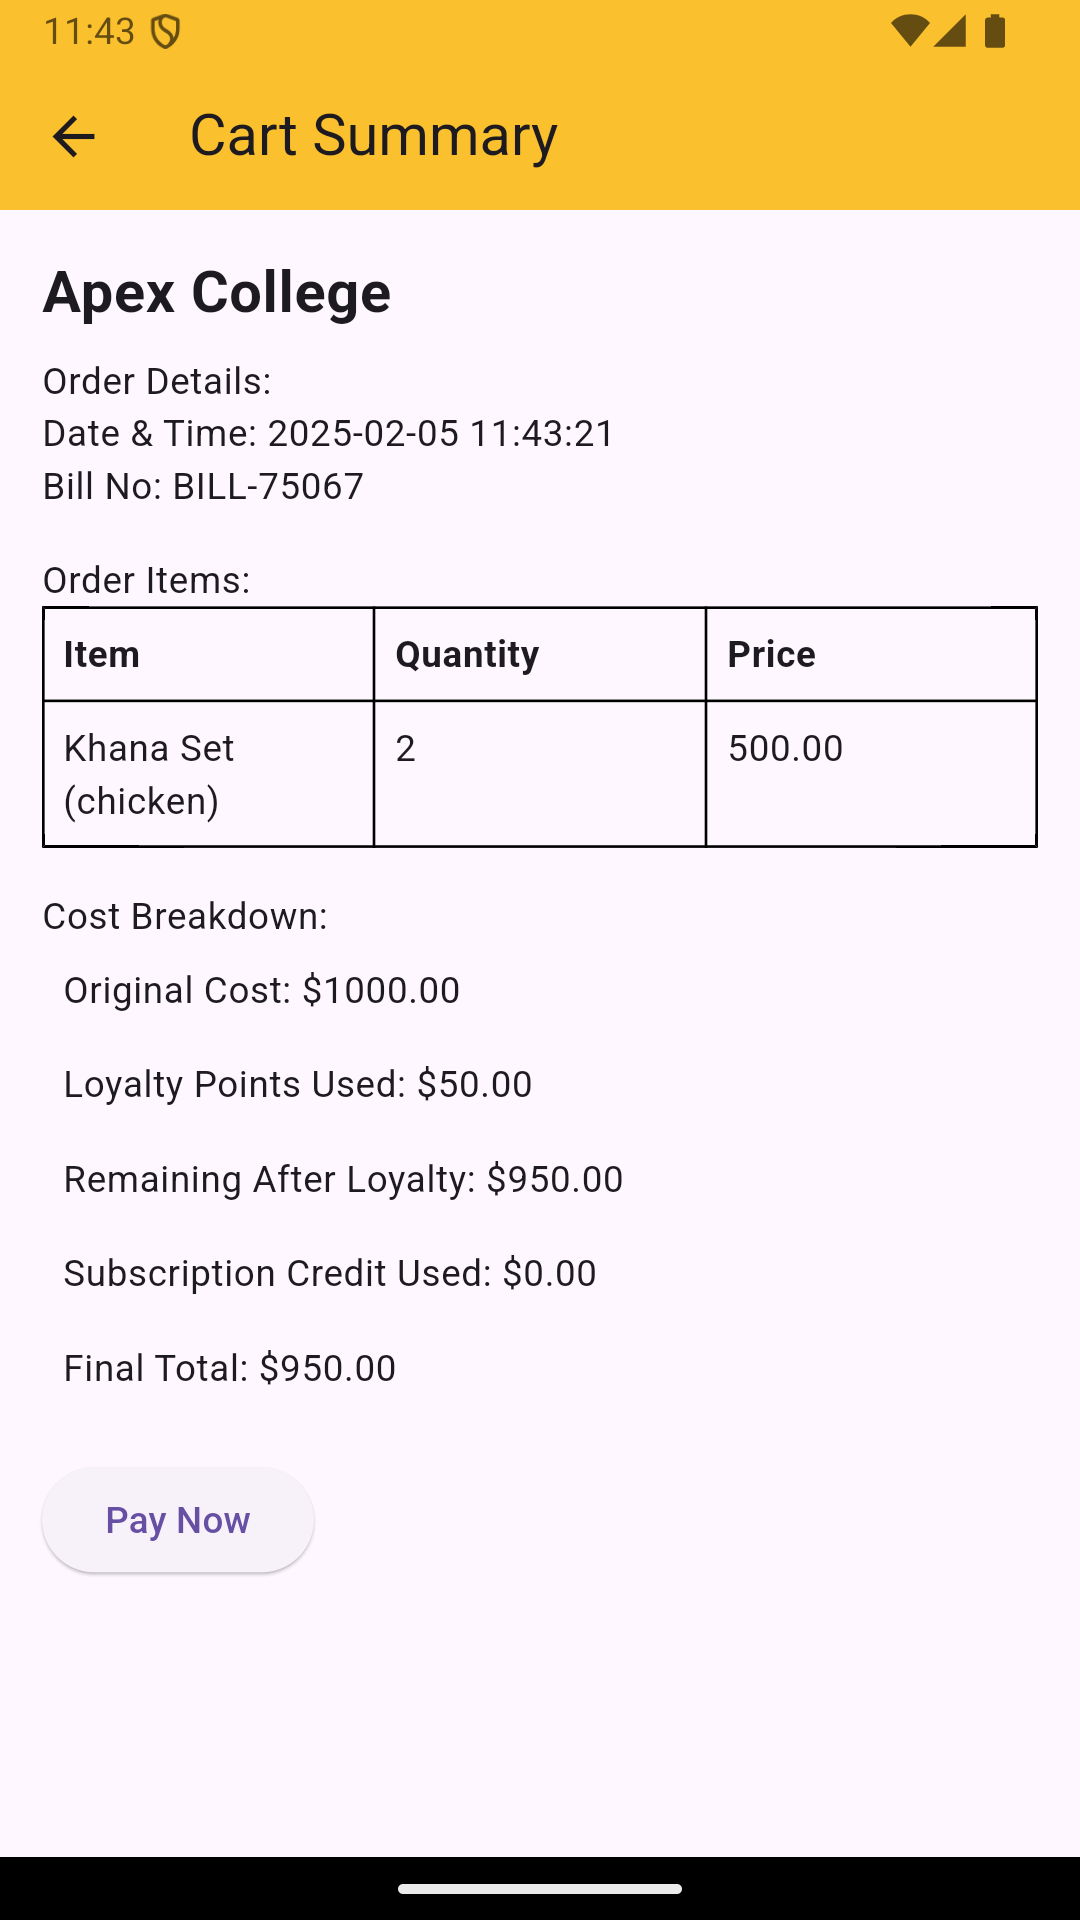 11:43
Cart Summary
Apex College
Order Details:
Date & Time: 2025-02-05 11:43:21
Bill No: BILL-75067
Order Items:
Item Quantity Price
Khana Set 2 500.00
(chicken)
Cost Breakdown:
Original Cost: $1000.00
Loyalty Points Used: $50.00
Remaining After Loyalty: $950.00
Subscription Credit Used: $0.00
Final Total: $950.00
Pay Now